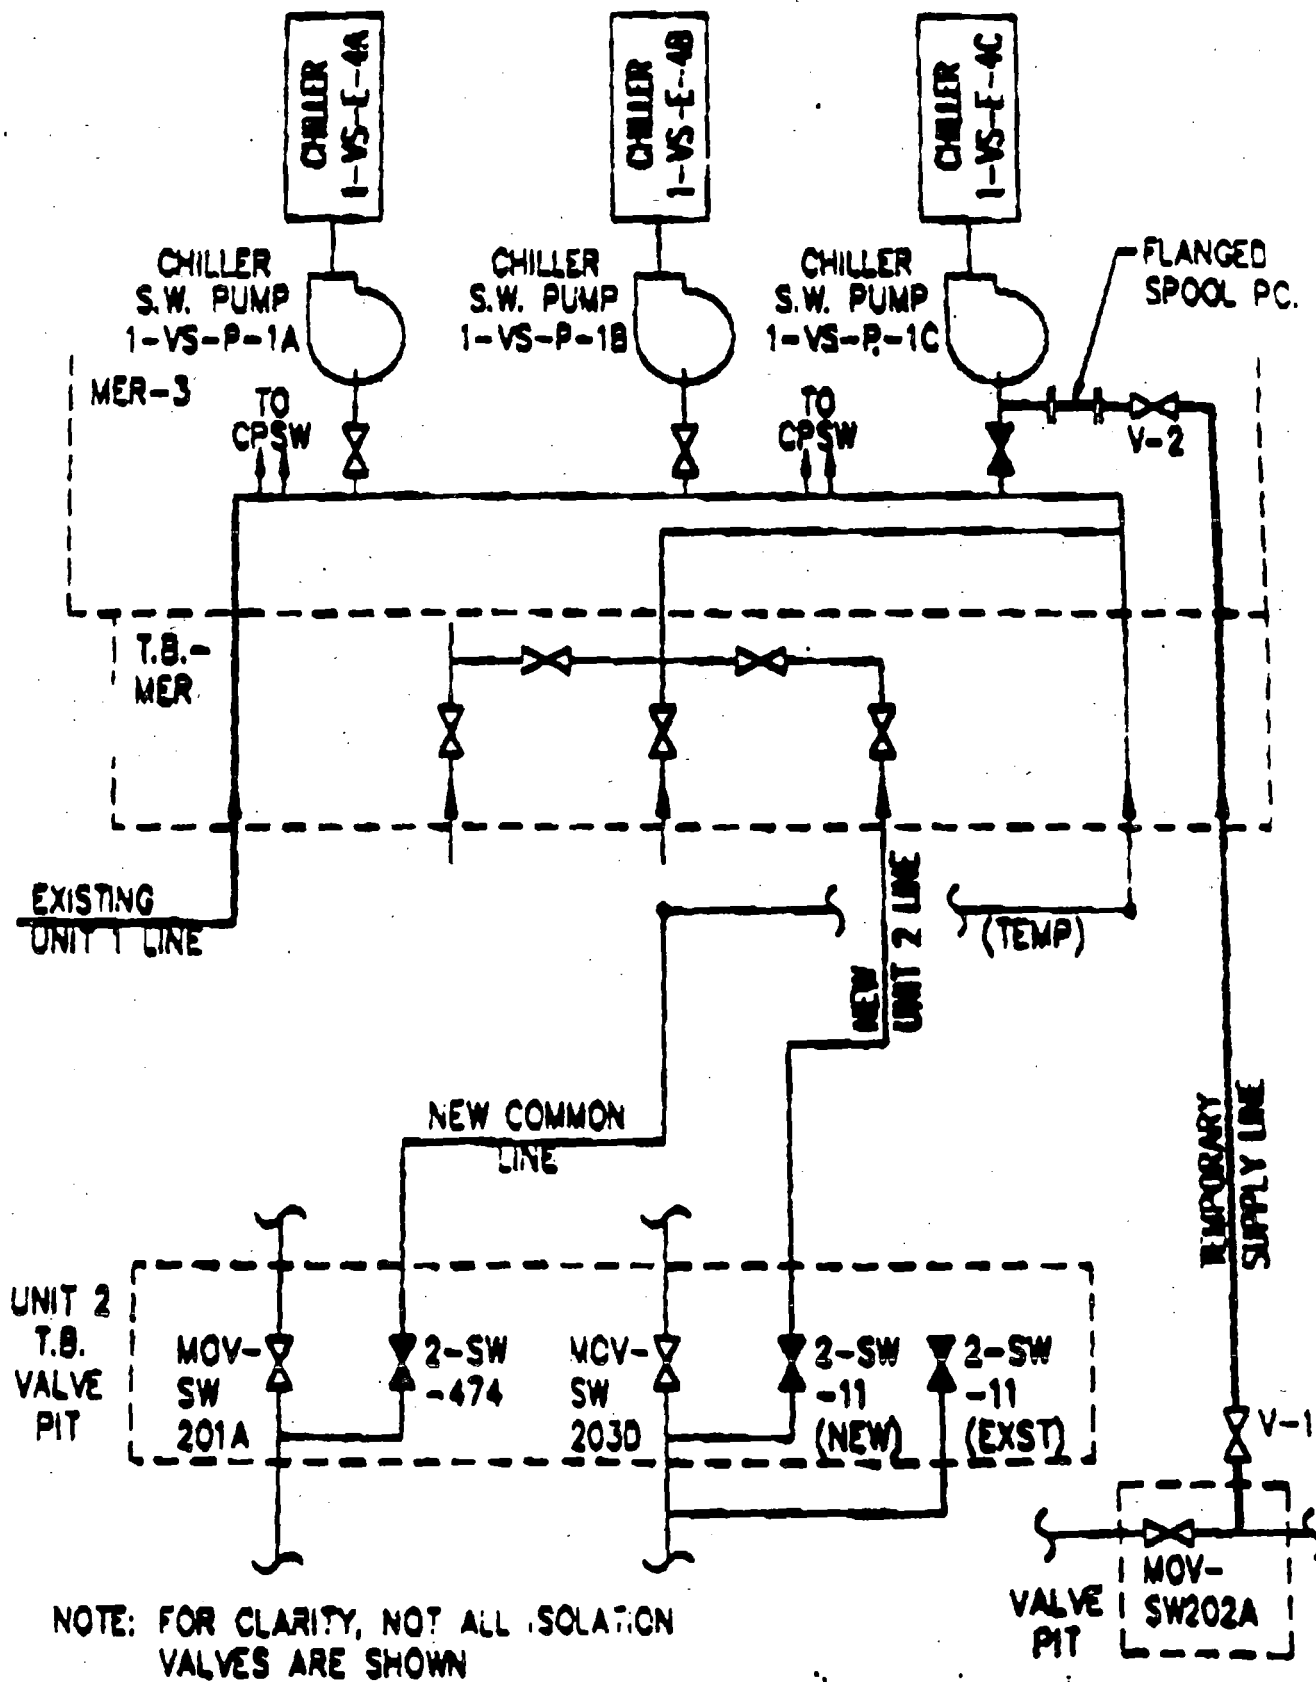 CHILLER
1-VS-E-4A
CHILLER
1-VS-E-4B
CHILLER
1-VS-E-4C
CHILLER
S.W. PUMP
1-VS-P-1A
CHILLER
S.W. PUMP
1-VS-P-1B
CHILLER
S.W. PUMP
1-VS-P-1C
FLANGED
SPOOL PC.
MER-3
TO
CPSW
TO
CPSW
V-2
T.B.-
MER
EXISTING
UNIT 1 LINE
NEW
UNIT 2 LINE
(TEMP)
NEW COMMON
LINE
TEMPORARY
SUPPLY LINE
UNIT 2
T.B.
VALVE
PIT
MOV-
SW
201A
2-SW
-474
MOV-
SW
203D
2-SW
-11
(NEW)
2-SW
-11
(EXST)
V-1
VALVE
PIT
MOV-
SW202A
NOTE: FOR CLARITY, NOT ALL ISOLATION
VALVES ARE SHOWN